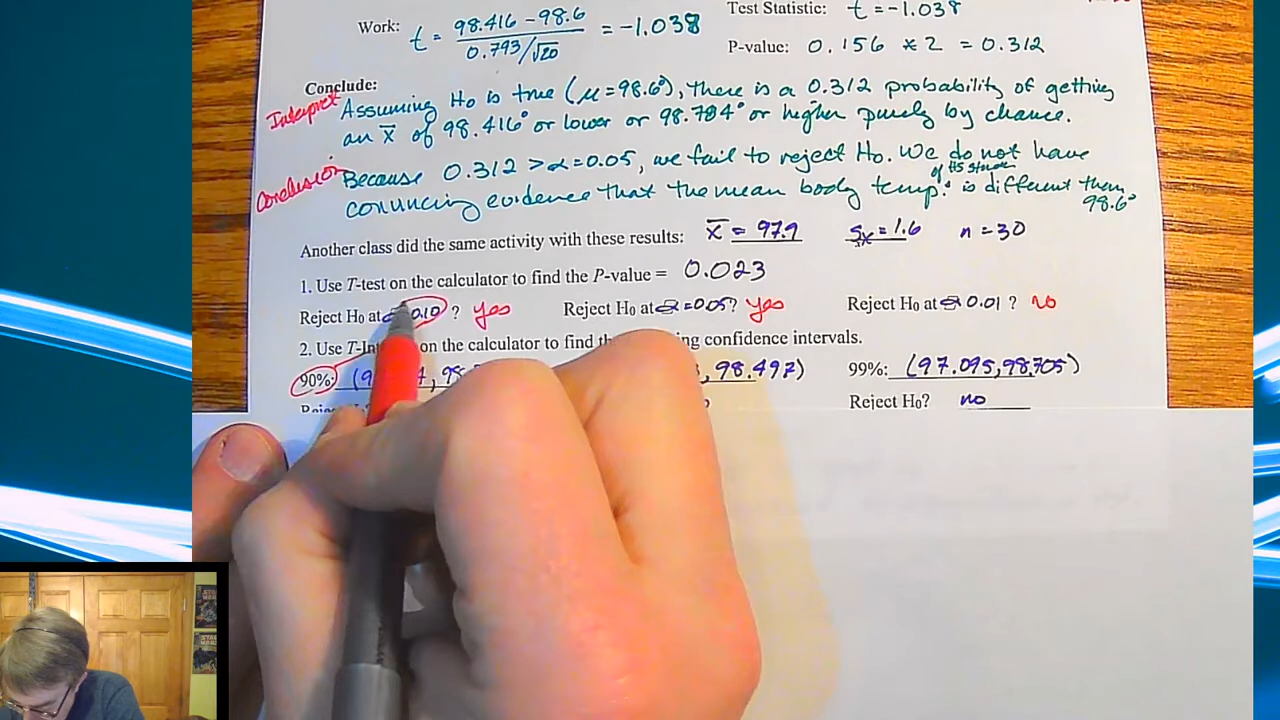 Work: t = 98.416 - 98.6 / 0.793/√20 = -1.038
Test Statistic: t = -1.038
P-value: 0.156 × 2 = 0.312
Conclude:
Interpret Assuming Ho is true (μ=98.6°), there is a 0.312 probability of getting
an x̄ of 98.416° or lower or 98.784° or higher purely by chance.
Conclusion Because 0.312 > α = 0.05, we fail to reject Ho. We do not have
convincing evidence that the mean body temp. of HS is different than
98.6°
Another class did the same activity with these results: x̄ = 97.9 Sx = 1.6 n = 30
1. Use T-test on the calculator to find the P-value = 0.023
Reject H0 at 0.10 ? yes Reject H0 at α = 0.05? yes Reject H0 at α 0.01 ? no
2. Use on the calculator to find confidence intervals.
90%: , 98.497) 99%: (97.095, 98.705)
Reject H0? no